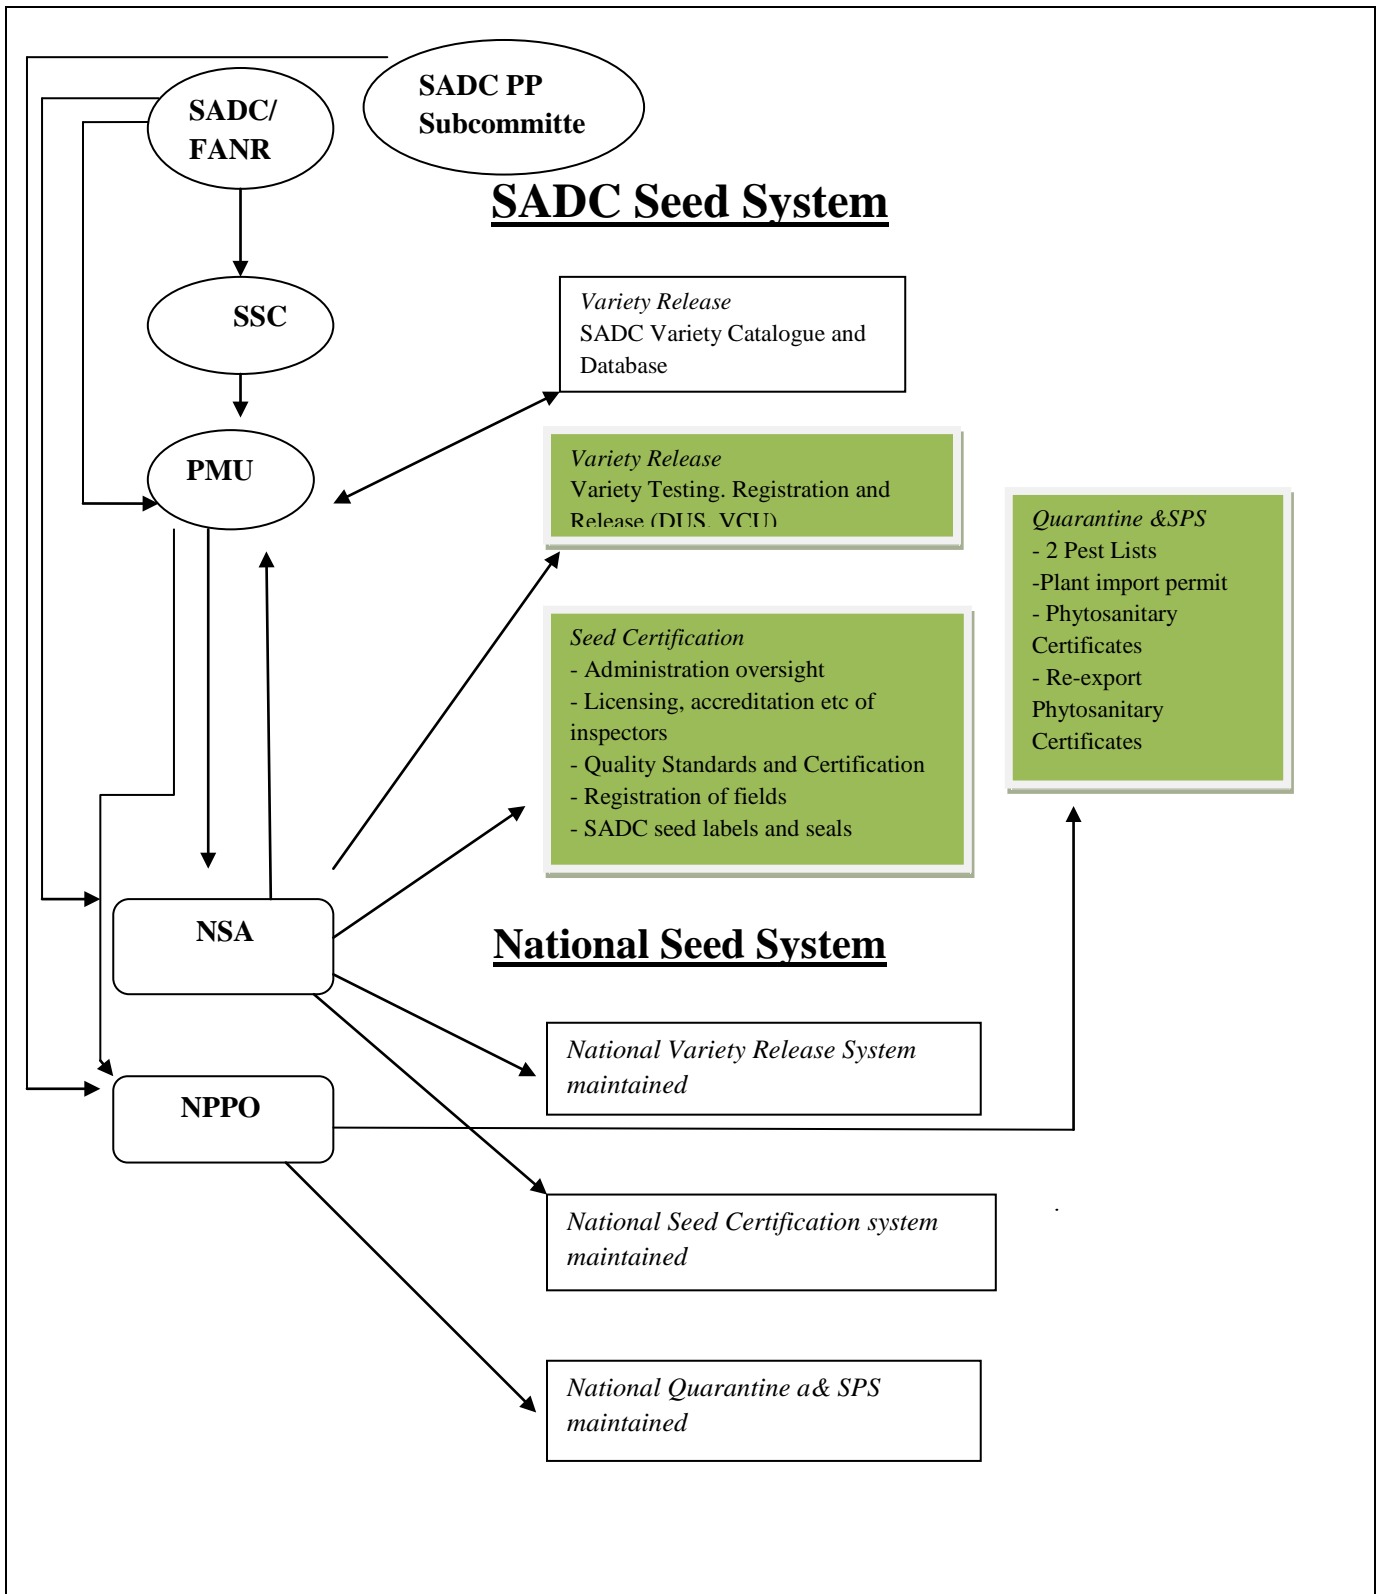 SADC PP
Subcommitte
SADC/
FANR
SADC Seed System
SSC
Variety Release
SADC Variety Catalogue and
Database
PMU
Variety Release
Variety Testing. Registration and
Release (DUS, VCU)
Quarantine &SPS
- 2 Pest Lists
-Plant import permit
- Phytosanitary
Certificates
- Re-export
Phytosanitary
Certificates
Seed Certification
- Administration oversight
- Licensing, accreditation etc of
inspectors
- Quality Standards and Certification
- Registration of fields
- SADC seed labels and seals
NSA
National Seed System
National Variety Release System
maintained
NPPO
National Seed Certification system
maintained
.
National Quarantine a& SPS
maintained